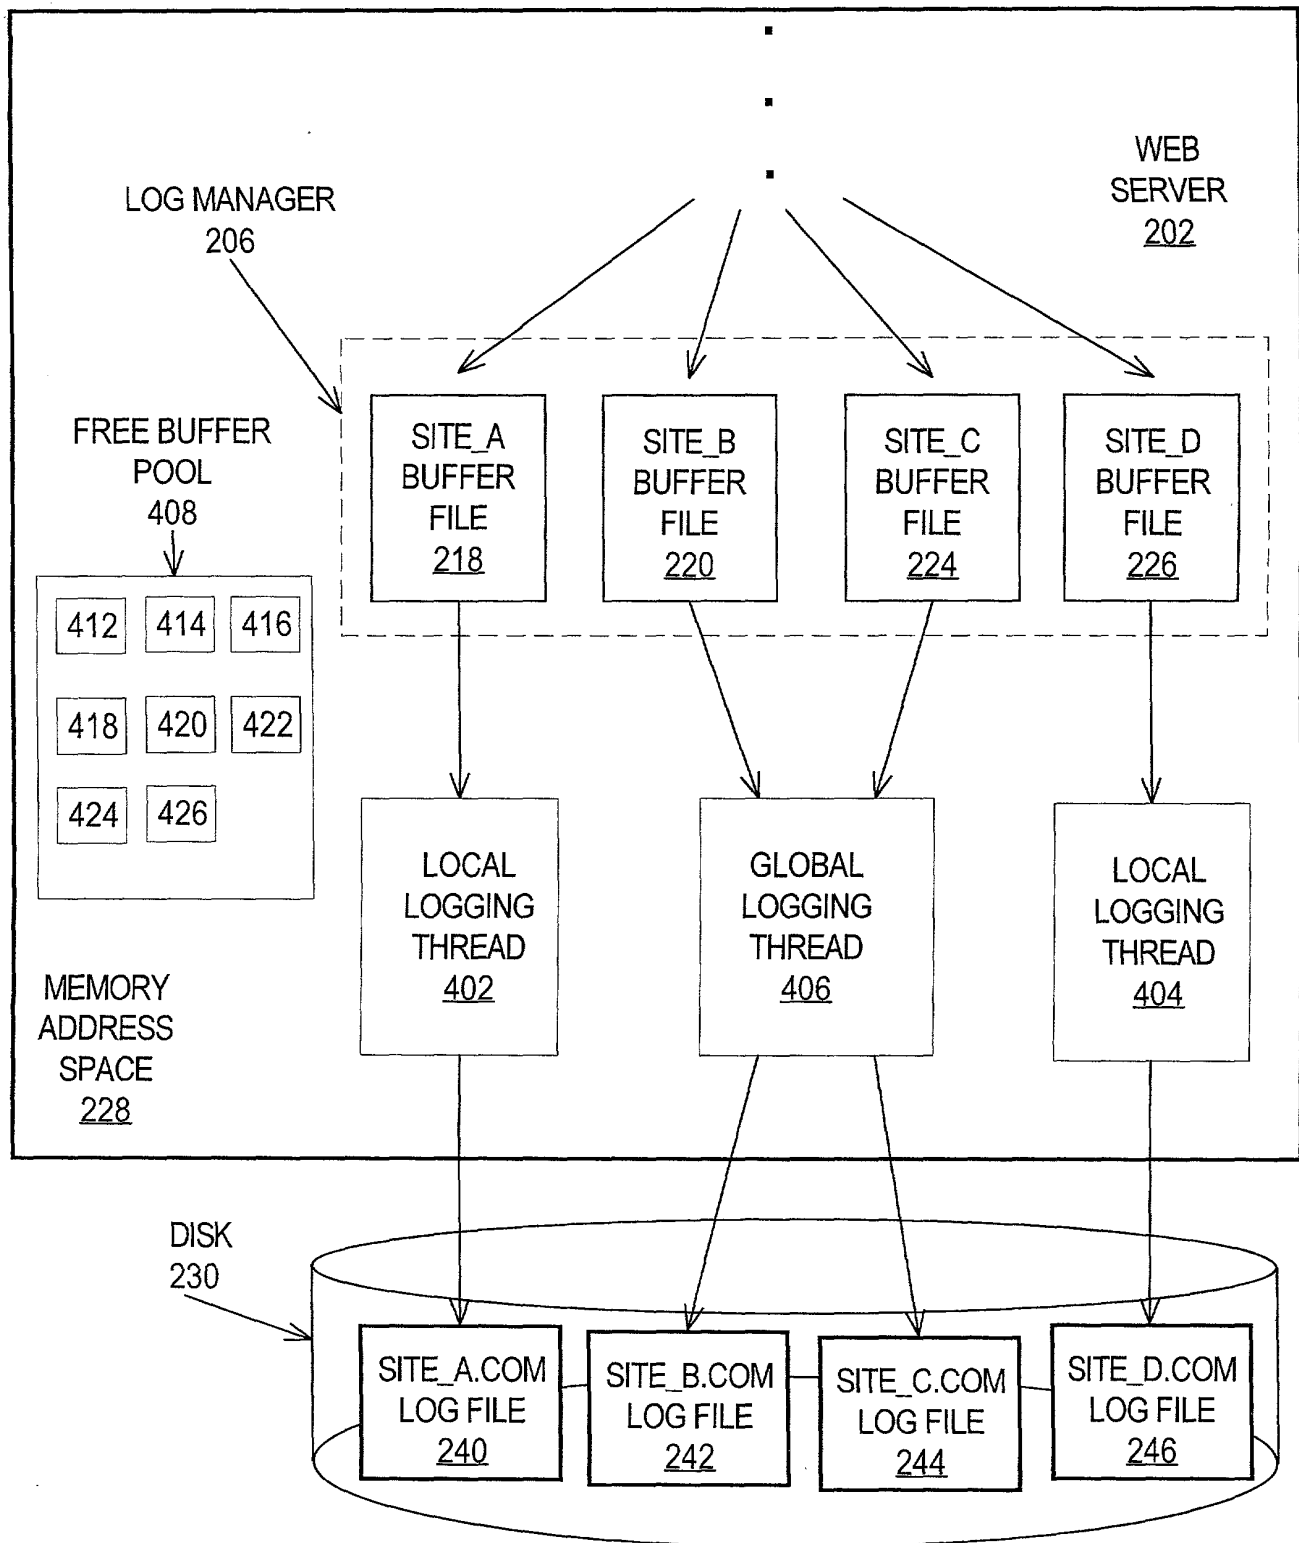 WEB
SERVER
202
LOG MANAGER
206
FREE BUFFER
POOL
408
SITE_A
BUFFER
FILE
218
SITE_B
BUFFER
FILE
220
SITE_C
BUFFER
FILE
224
SITE_D
BUFFER
FILE
226
412
414
416
418
420
422
424
426
LOCAL
LOGGING
THREAD
402
GLOBAL
LOGGING
THREAD
406
LOCAL
LOGGING
THREAD
404
MEMORY
ADDRESS
SPACE
228
DISK
230
SITE_A.COM
LOG FILE
240
SITE_B.COM
LOG FILE
242
SITE_C.COM
LOG FILE
244
SITE_D.COM
LOG FILE
246